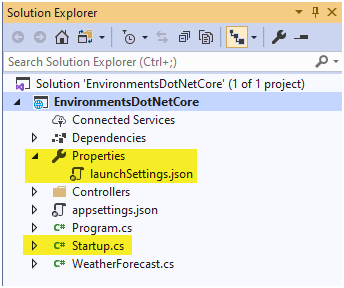 Solution Explorer
Search Solution Explorer (Ctrl+;)
Solution 'EnvironmentsDotNetCore' (1 of 1 project)
EnvironmentsDotNetCore
Connected Services
Dependencies
Properties
launchSettings.json
Controllers
appsettings.json
C# Program.cs
C# Startup.cs
C# WeatherForecast.cs